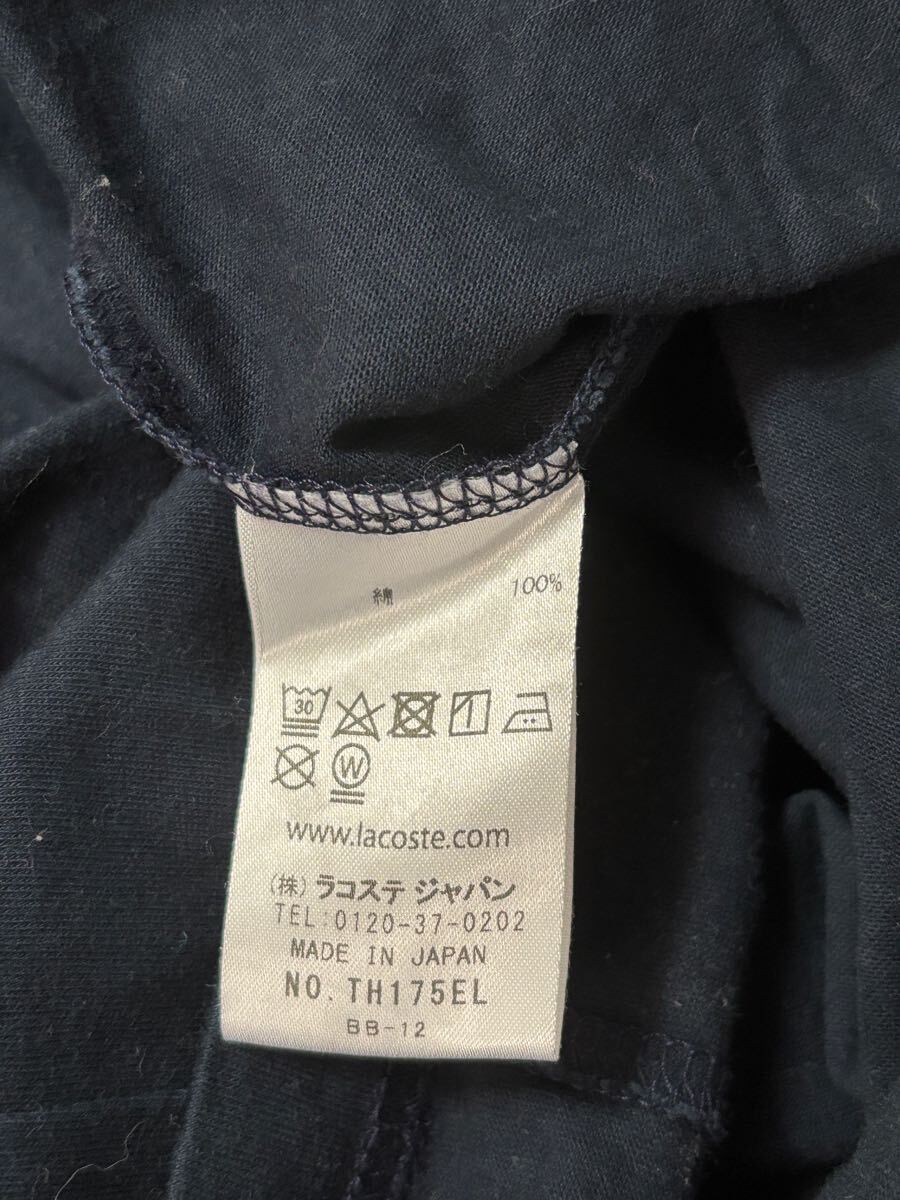 綿 100%
30
W
www.lacoste.com
(株) ラコステ ジャパン
TEL:0120-37-0202
MADE IN JAPAN
NO. TH175EL
BB-12